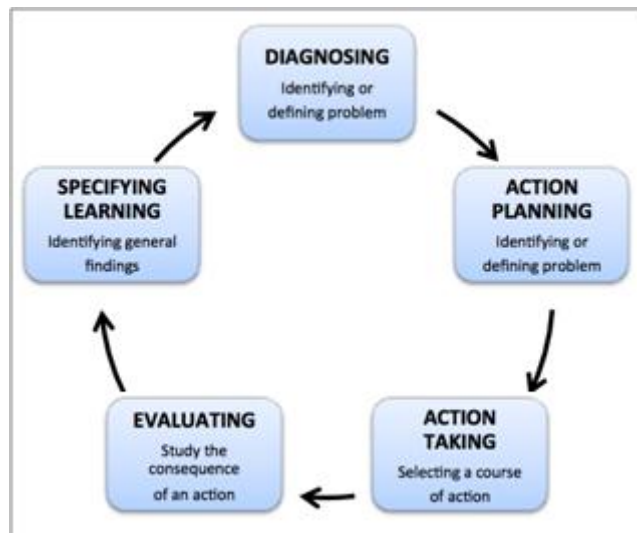 DIAGNOSING
Identifying or
defining problem
ACTION
PLANNING
Identifying or
defining problem
ACTION
TAKING
Selecting a course
of action
EVALUATING
Study the
consequence
of an action
SPECIFYING
LEARNING
Identifying general
findings